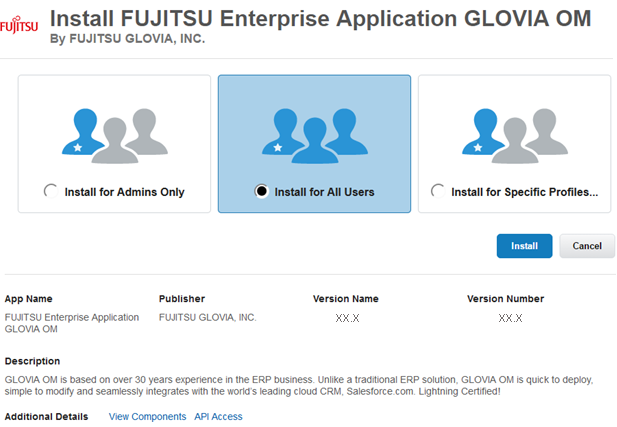 FUJITSU
Install FUJITSU Enterprise Application GLOVIA OM
By FUJITSU GLOVIA, INC.
Install for Admins Only
Install for All Users
Install for Specific Profiles...
Install
Cancel
App Name
Publisher
Version Name
Version Number
FUJITSU Enterprise Application
GLOVIA OM
FUJITSU GLOVIA, INC.
XX.X
XX.X
Description
GLOVIA OM is based on over 30 years experience in the ERP business. Unlike a traditional ERP solution, GLOVIA OM is quick to deploy,
simple to modify and seamlessly integrates with the world's leading cloud CRM, Salesforce.com. Lightning Certified!
Additional Details View Components API Access